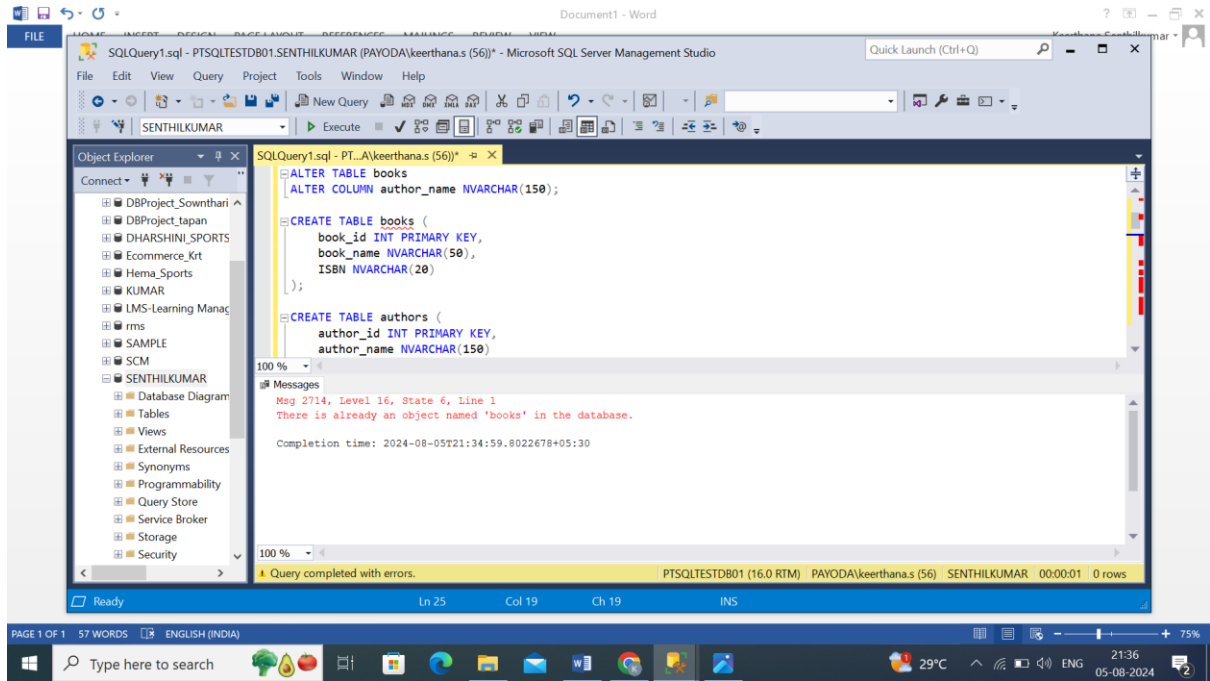 Document1 - Word
FILE
SQLQuery1.sql - PTSQLTESTDB01.SENTHILKUMAR (PAYODA\keerthana.s (56))* - Microsoft SQL Server Management Studio
Quick Launch (Ctrl+Q)
File Edit View Query Project Tools Window Help
New Query
SENTHILKUMAR
Execute
Object Explorer
SQLQuery1.sql - PT...A\keerthana.s (56))*
Connect
DBProject_Sownthari
DBProject_tapan
DHARSHINI_SPORTS
Ecommerce_Krt
Hema_Sports
KUMAR
LMS-Learning Manag
rms
SAMPLE
SCM
SENTHILKUMAR
Database Diagram
Tables
Views
External Resources
Synonyms
Programmability
Query Store
Service Broker
Storage
Security
ALTER TABLE books
ALTER COLUMN author_name NVARCHAR(150);
CREATE TABLE books (
book_id INT PRIMARY KEY,
book_name NVARCHAR(50),
ISBN NVARCHAR(20)
);
CREATE TABLE authors (
author_id INT PRIMARY KEY,
author_name NVARCHAR(150)
100 %
Messages
Msg 2714, Level 16, State 6, Line 1
There is already an object named 'books' in the database.
Completion time: 2024-08-05T21:34:59.8022678+05:30
100 %
Query completed with errors.
PTSQLTESTDB01 (16.0 RTM) PAYODA\keerthana.s (56) SENTHILKUMAR 00:00:01 0 rows
Ready Ln 25 Col 19 Ch 19 INS
PAGE 1 OF 1 57 WORDS ENGLISH (INDIA) 75%
Type here to search
29°C
ENG
21:36
05-08-2024